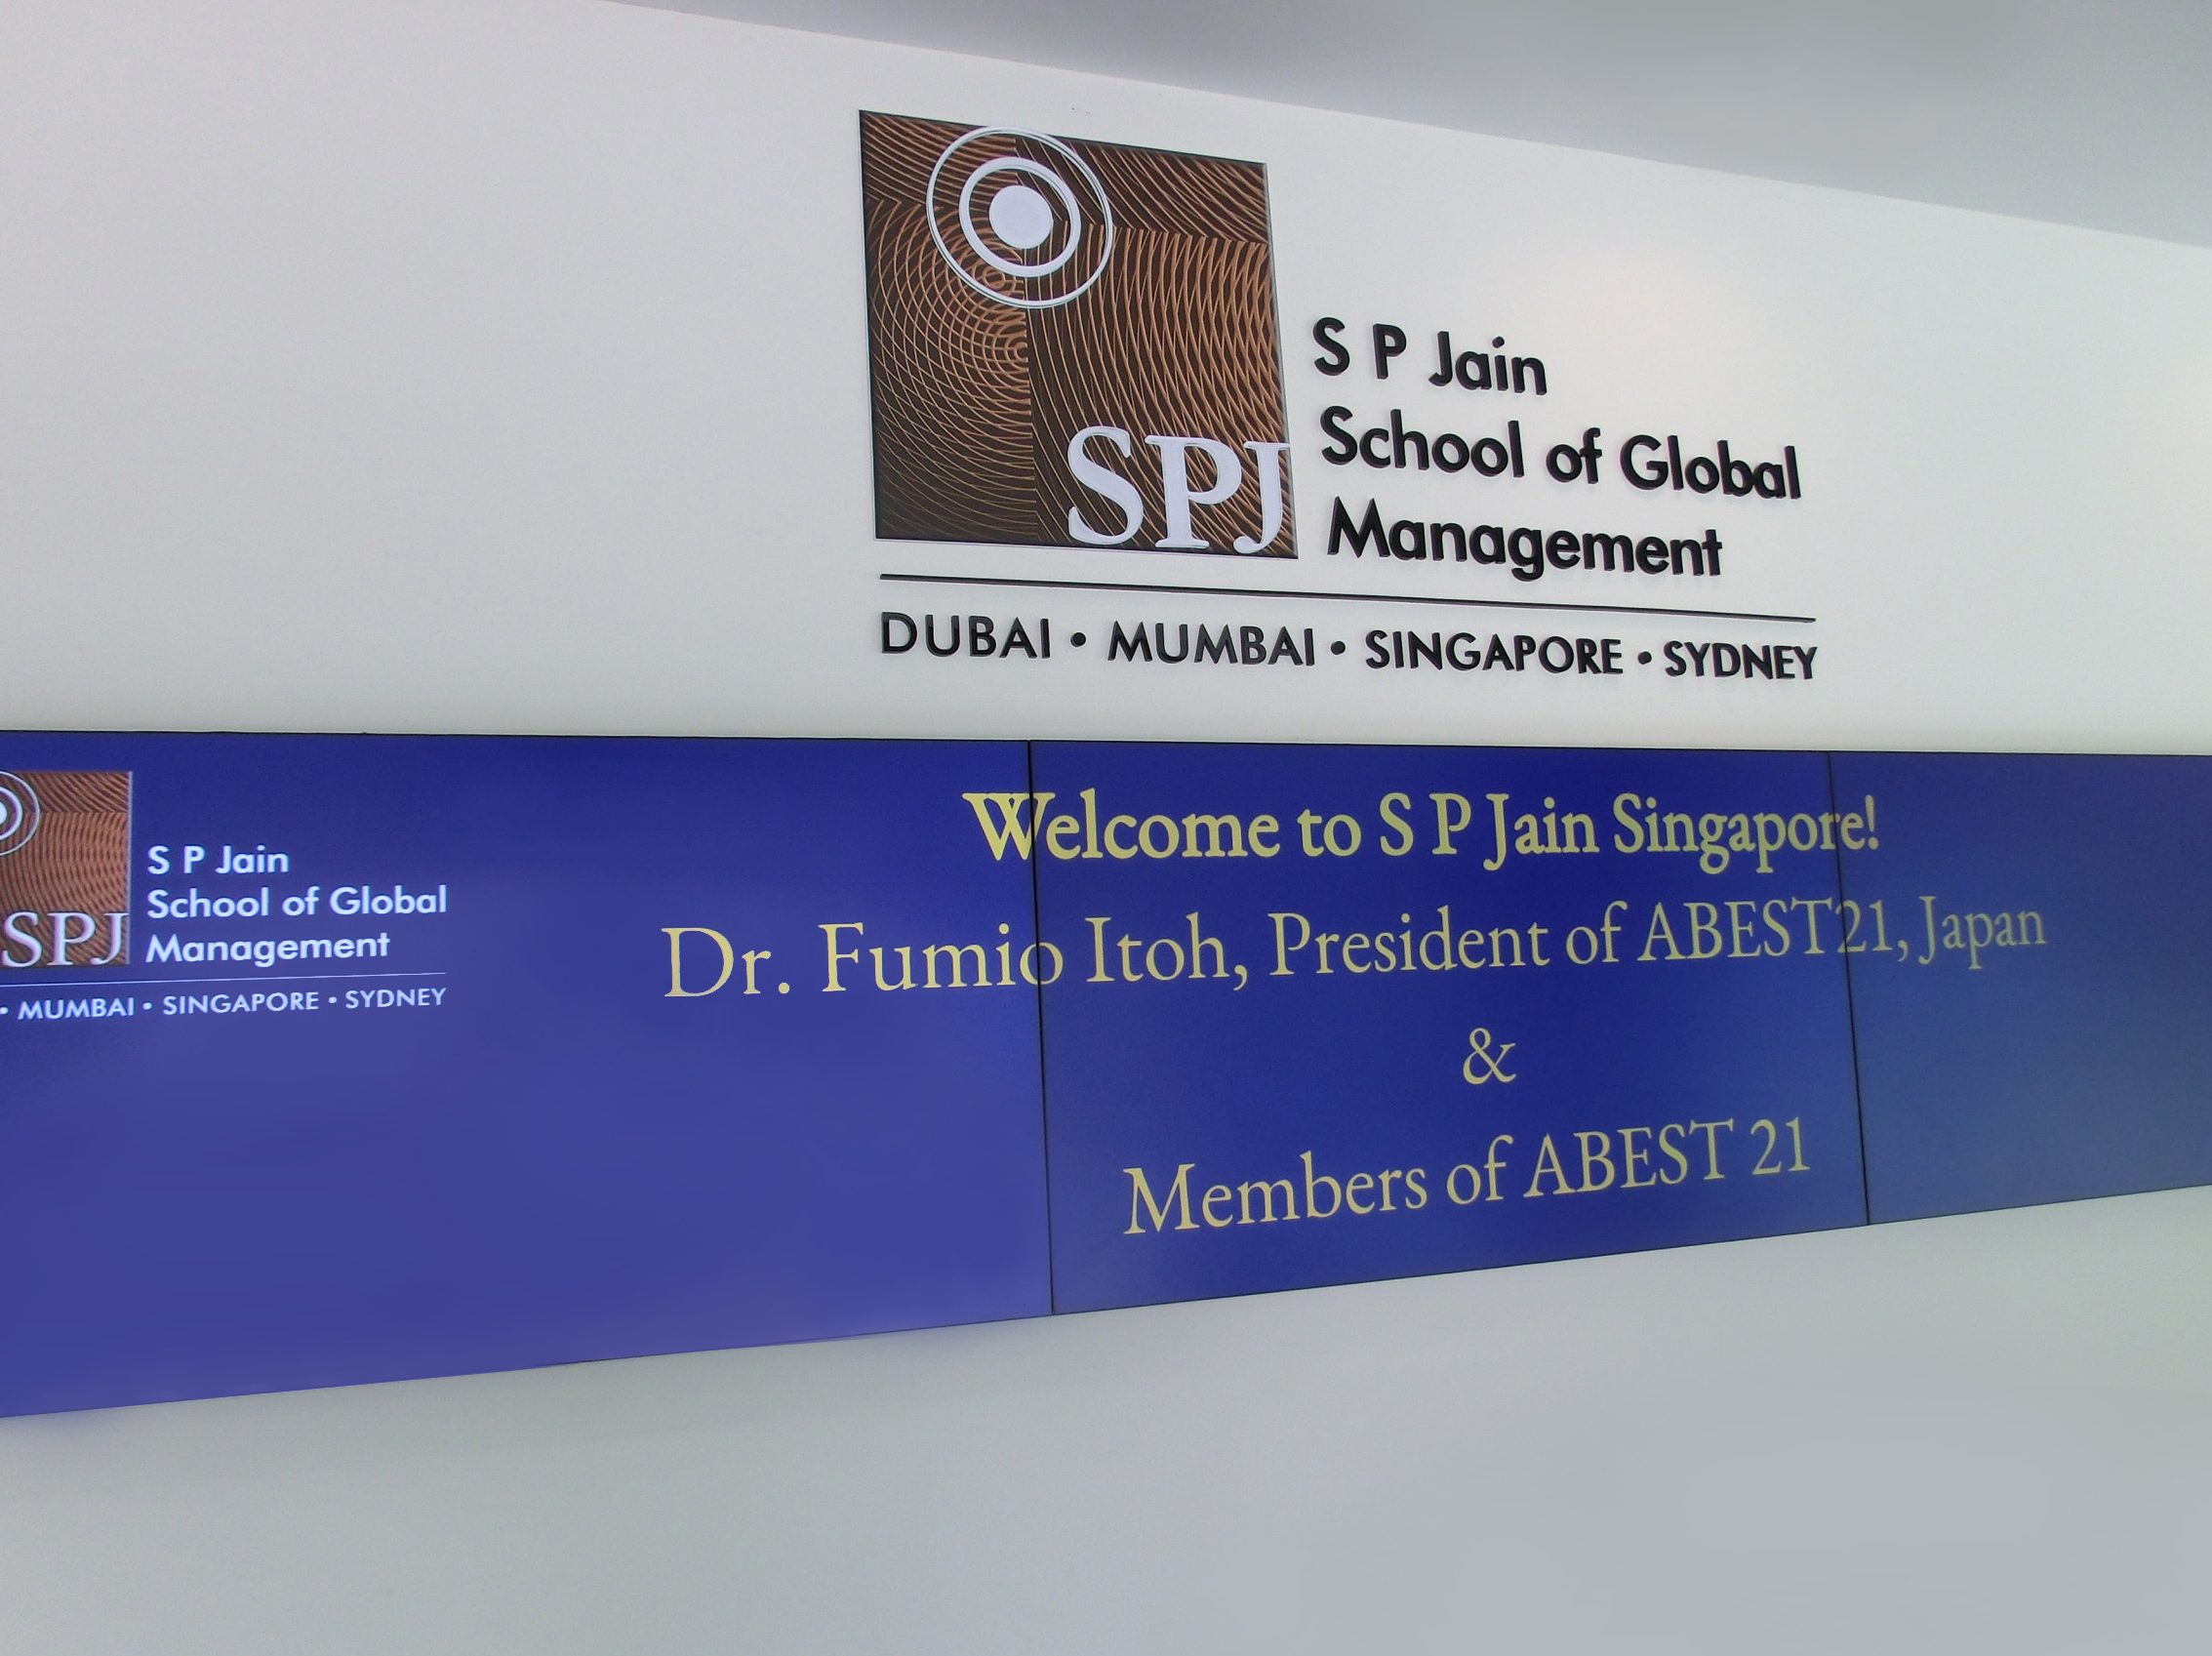 SPJ
S P Jain
School of Global
Management
DUBAI • MUMBAI • SINGAPORE • SYDNEY
SPJ
S P Jain
School of Global
Management
• MUMBAI • SINGAPORE • SYDNEY
Welcome to S P Jain Singapore!
Dr. Fumio Itoh, President of ABEST21, Japan
&
Members of ABEST 21